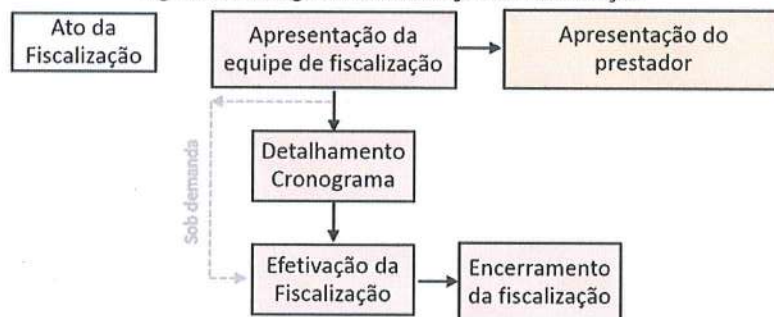 Ato da
Fiscalização
Apresentação da
equipe de fiscalização
Apresentação do
prestador
Sob demanda
Detalhamento
Cronograma
Efetivação da
Fiscalização
Encerramento
da fiscalização